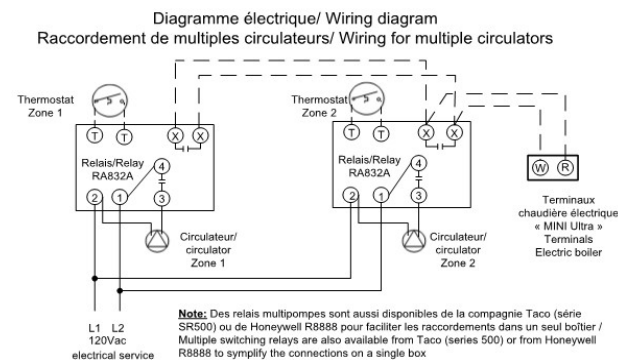 Diagramme électrique/ Wiring diagram
Raccordement de multiples circulateurs/ Wiring for multiple circulators
Thermostat
Zone 1
Thermostat
Zone 2
T T X X
T T X X
Relais/Relay
RA832A
4
2 1 3
Relais/Relay
RA832A
4
2 1 3
W R
Circulateur/
circulator
Zone 1
Circulateur/
circulator
Zone 2
Terminaux
chaudière électrique
« MINI Ultra »
Terminals
Electric boiler
L1 L2
120Vac
electrical service
Note: Des relais multipompes sont aussi disponibles de la compagnie Taco (série
SR500) ou de Honeywell R8888 pour faciliter les raccordements dans un seul boîtier /
Multiple switching relays are also available from Taco (series 500) or from Honeywell
R8888 to symplify the connections on a single box